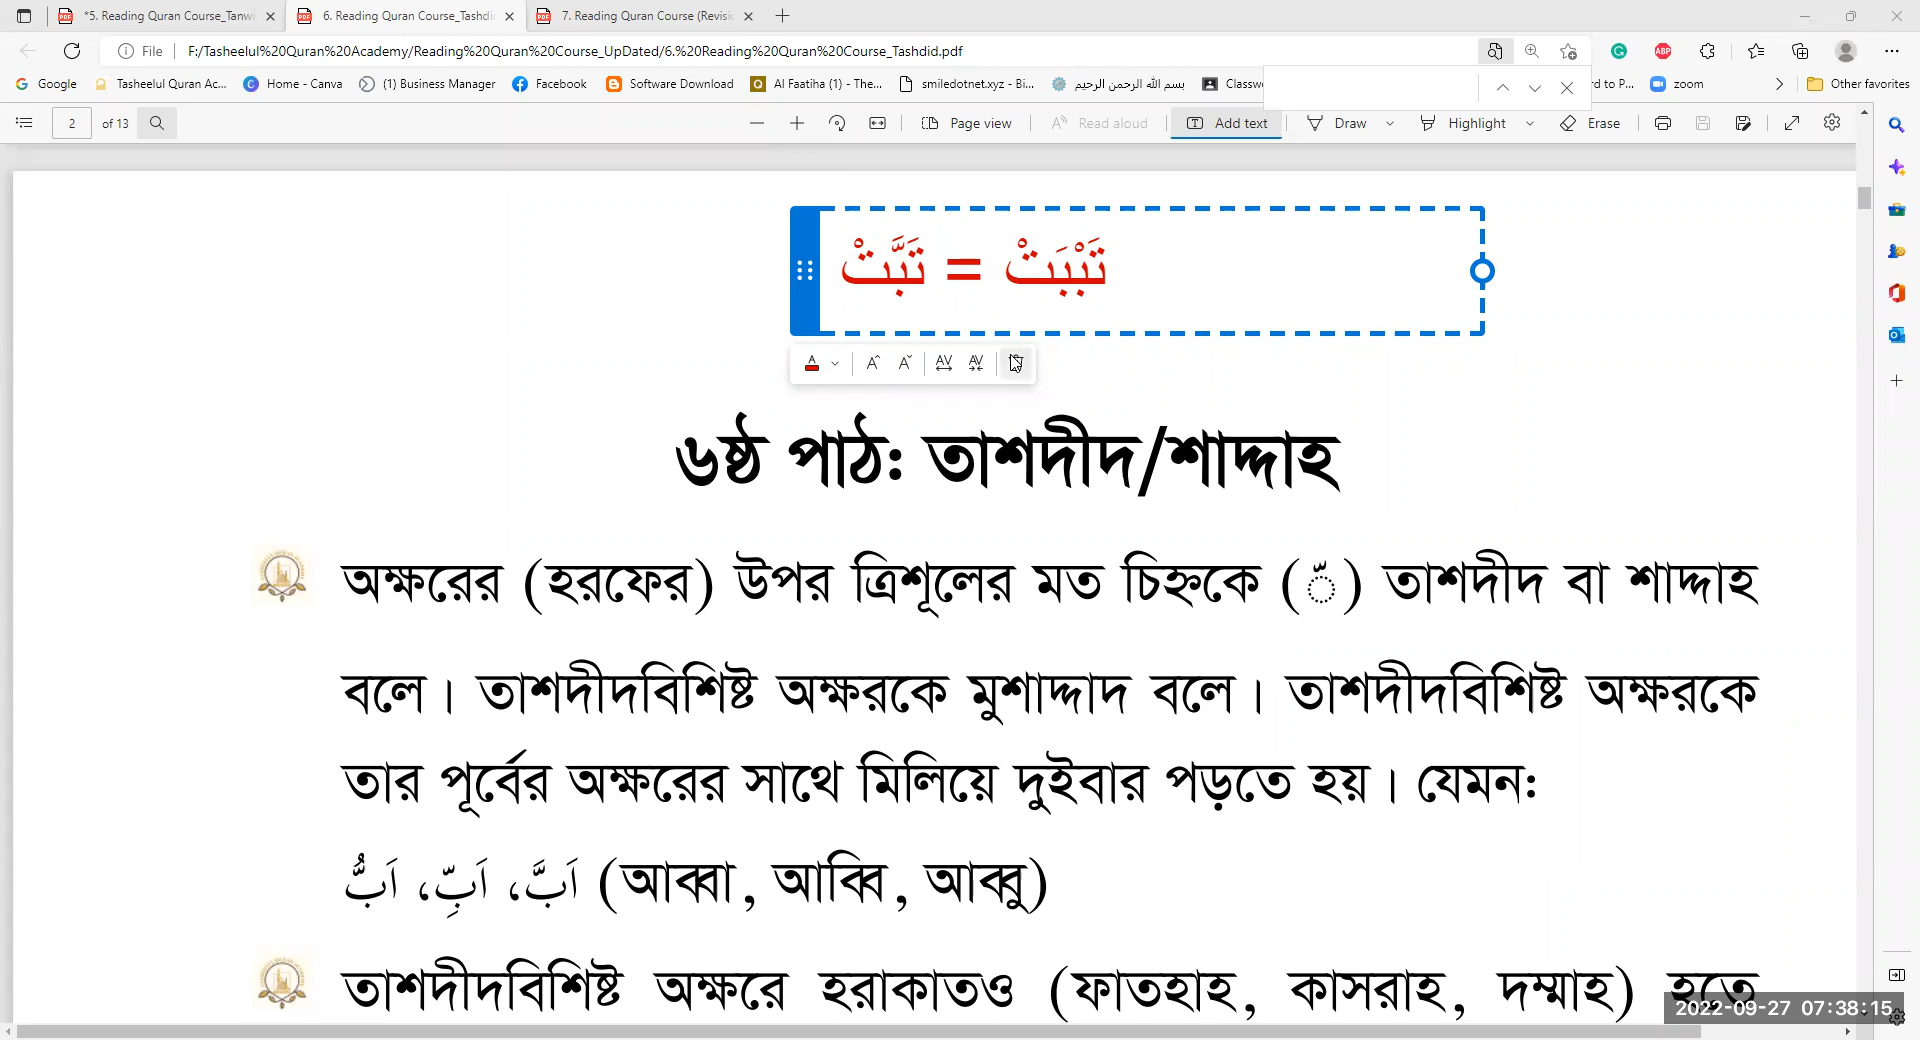 *5. Reading Quran Course_Tanwi
6. Reading Quran Course_Tashdi
7. Reading Quran Course (Revisi
File
F:/Tasheelul%20Quran%20Academy/Reading%20Quran%20Course_UpDated/6.%20Reading%20Quran%20Course_Tashdid.pdf
Google Tasheelul Quran Ac... Home - Canva (1) Business Manager Facebook Software Download Al Faatiha (1) - The... smiledotnet.xyz - Bi... بسم الله الرحمن الرحيم Classw rd to P... zoom Other favorites
2 of 13 Page view Read aloud Add text Draw Highlight Erase
تَبَّتْ = تَبْبَتْ
৬ষ্ঠ পাঠ: তাশদীদ/শাদ্দাহ
অক্ষরের (হরফের) উপর ত্রিশূলের মত চিহ্নকে (ّ) তাশদীদ বা শাদ্দাহ
বলে। তাশদীদবিশিষ্ট অক্ষরকে মুশাদ্দাদ বলে। তাশদীদবিশিষ্ট অক্ষরকে
তার পূর্বের অক্ষরের সাথে মিলিয়ে দুইবার পড়তে হয়। যেমন:
اَبَّ، اَبِّ، اَبُّ (আব্বা, আব্বি, আব্বু)
তাশদীদবিশিষ্ট অক্ষরে হরাকাতও (ফাতহাহ, কাসরাহ, দম্মাহ) হতে
2022-09-27 07:38:15